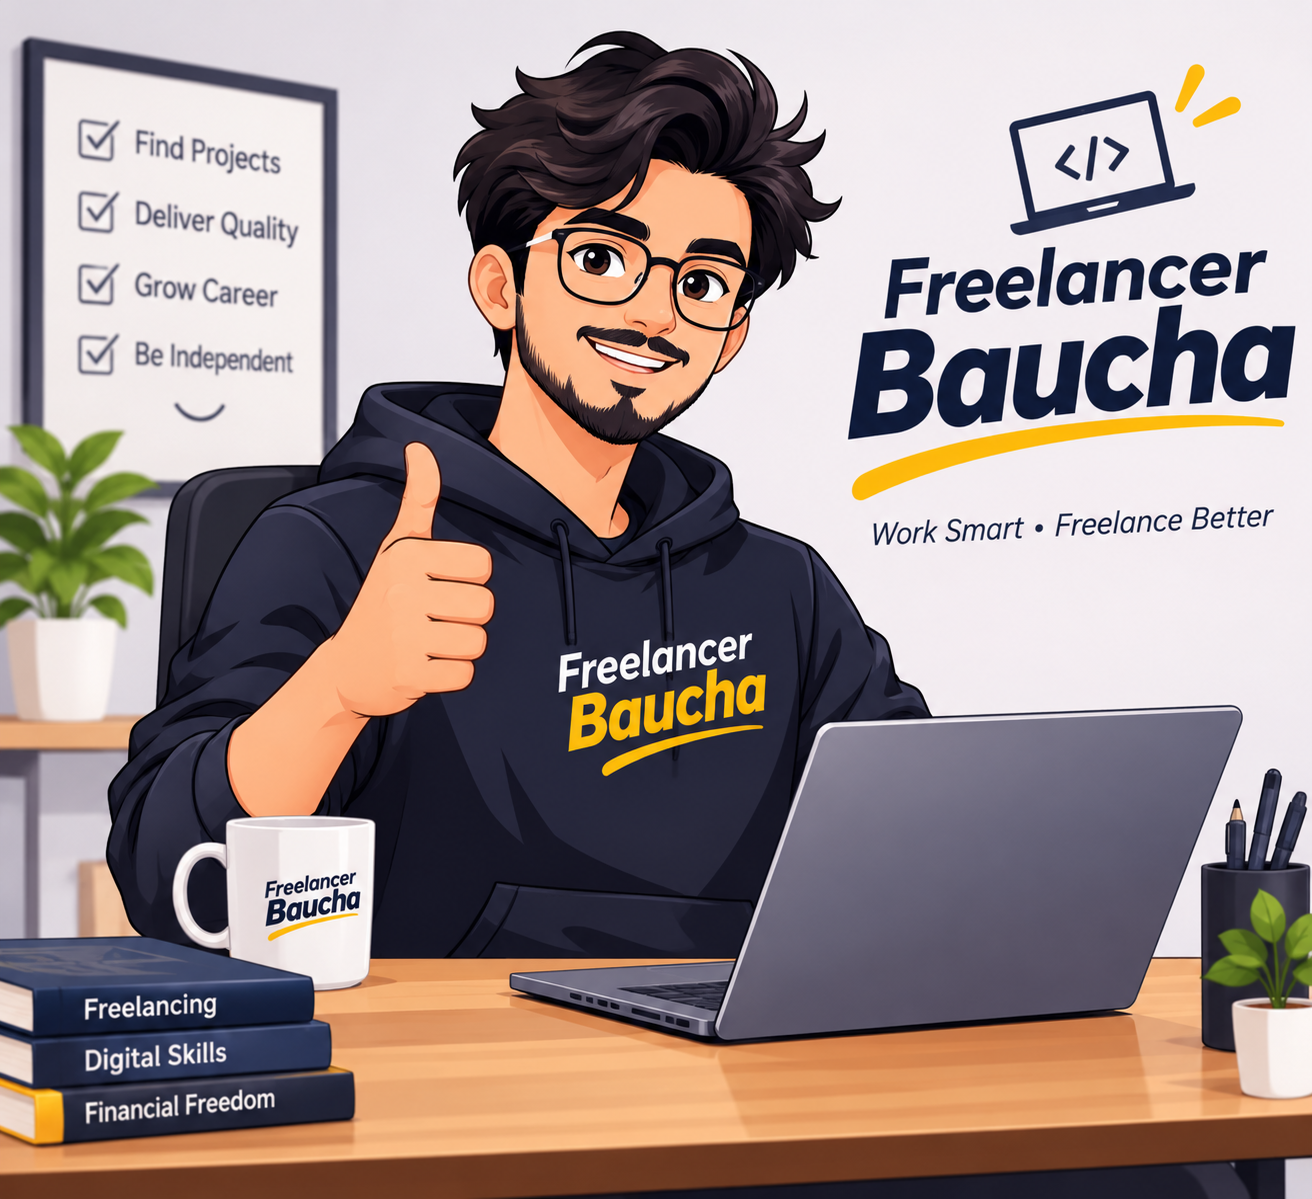 Find Projects
Deliver Quality
Grow Career
Be Independent
</>
Freelancer
Baucha
Work Smart • Freelance Better
Freelancer
Baucha
Freelancer
Baucha
Freelancing
Digital Skills
Financial Freedom